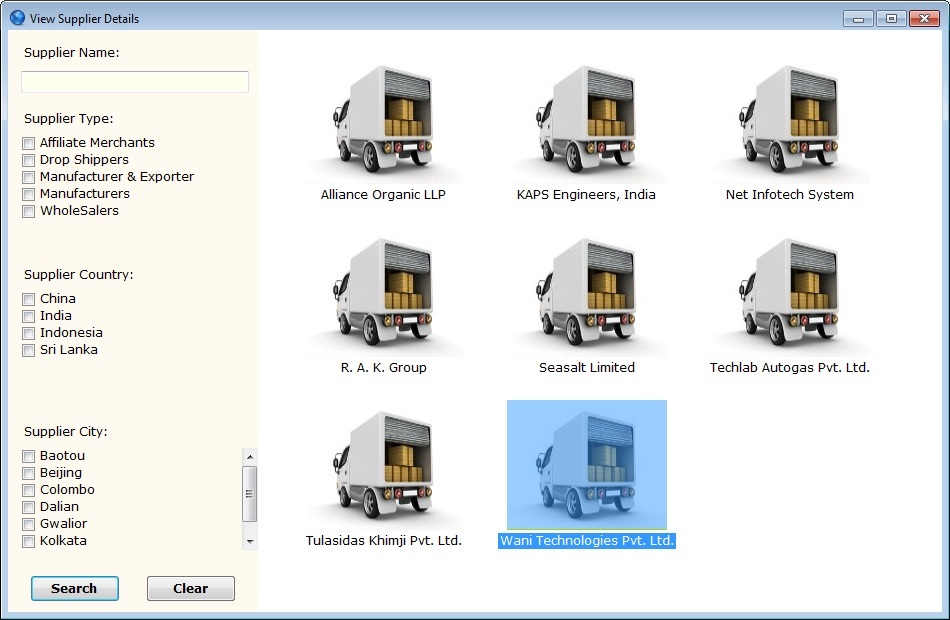 View Supplier Details
Supplier Name:
Supplier Type:
Affiliate Merchants
Drop Shippers
Manufacturer & Exporter
Manufacturers
WholeSalers
Supplier Country:
China
India
Indonesia
Sri Lanka
Supplier City:
Baotou
Beijing
Colombo
Dalian
Gwalior
Kolkata
Search Clear
Alliance Organic LLP KAPS Engineers, India Net Infotech System
R. A. K. Group Seasalt Limited Techlab Autogas Pvt. Ltd.
Tulasidas Khimji Pvt. Ltd. Wani Technologies Pvt. Ltd.